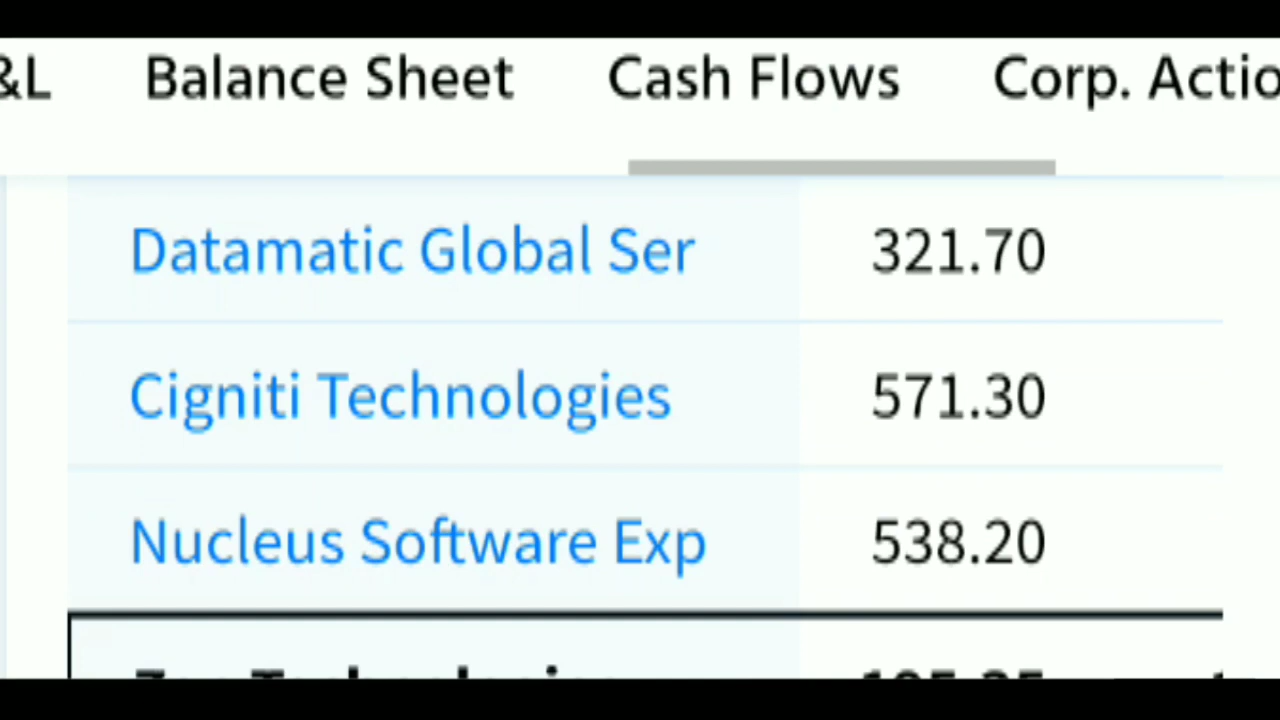 &L Balance Sheet Cash Flows Corp. Actio
Datamatic Global Ser 321.70
Cigniti Technologies 571.30
Nucleus Software Exp 538.20